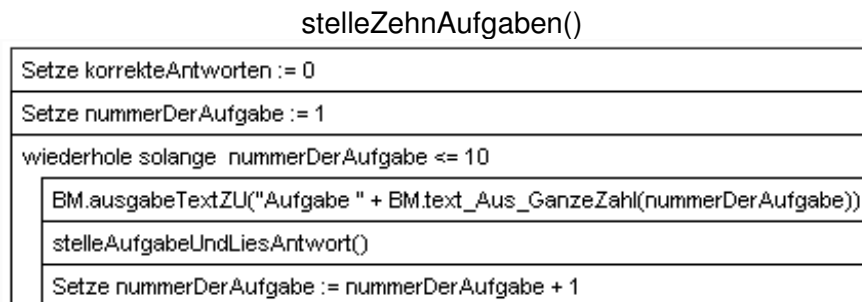 stelleZehnAufgaben()
Setze korrekteAntworten := 0
Setze nummerDerAufgabe := 1
wiederhole solange nummerDerAufgabe <= 10
BM.ausgabeTextZU("Aufgabe " + BM.text_Aus_GanzeZahl(nummerDerAufgabe))
stelleAufgabeUndLiesAntwort()
Setze nummerDerAufgabe := nummerDerAufgabe + 1